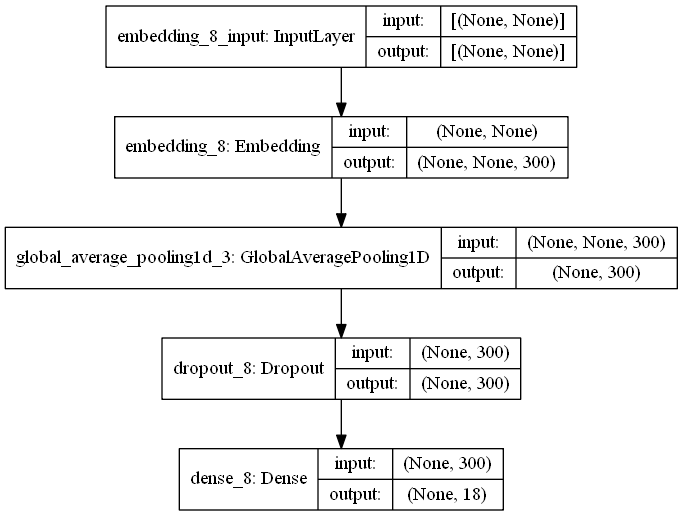 embedding_8_input: InputLayer
input: [(None, None)]
output: [(None, None)]
embedding_8: Embedding
input: (None, None)
output: (None, None, 300)
global_average_pooling1d_3: GlobalAveragePooling1D
input: (None, None, 300)
output: (None, 300)
dropout_8: Dropout
input: (None, 300)
output: (None, 300)
dense_8: Dense
input: (None, 300)
output: (None, 18)